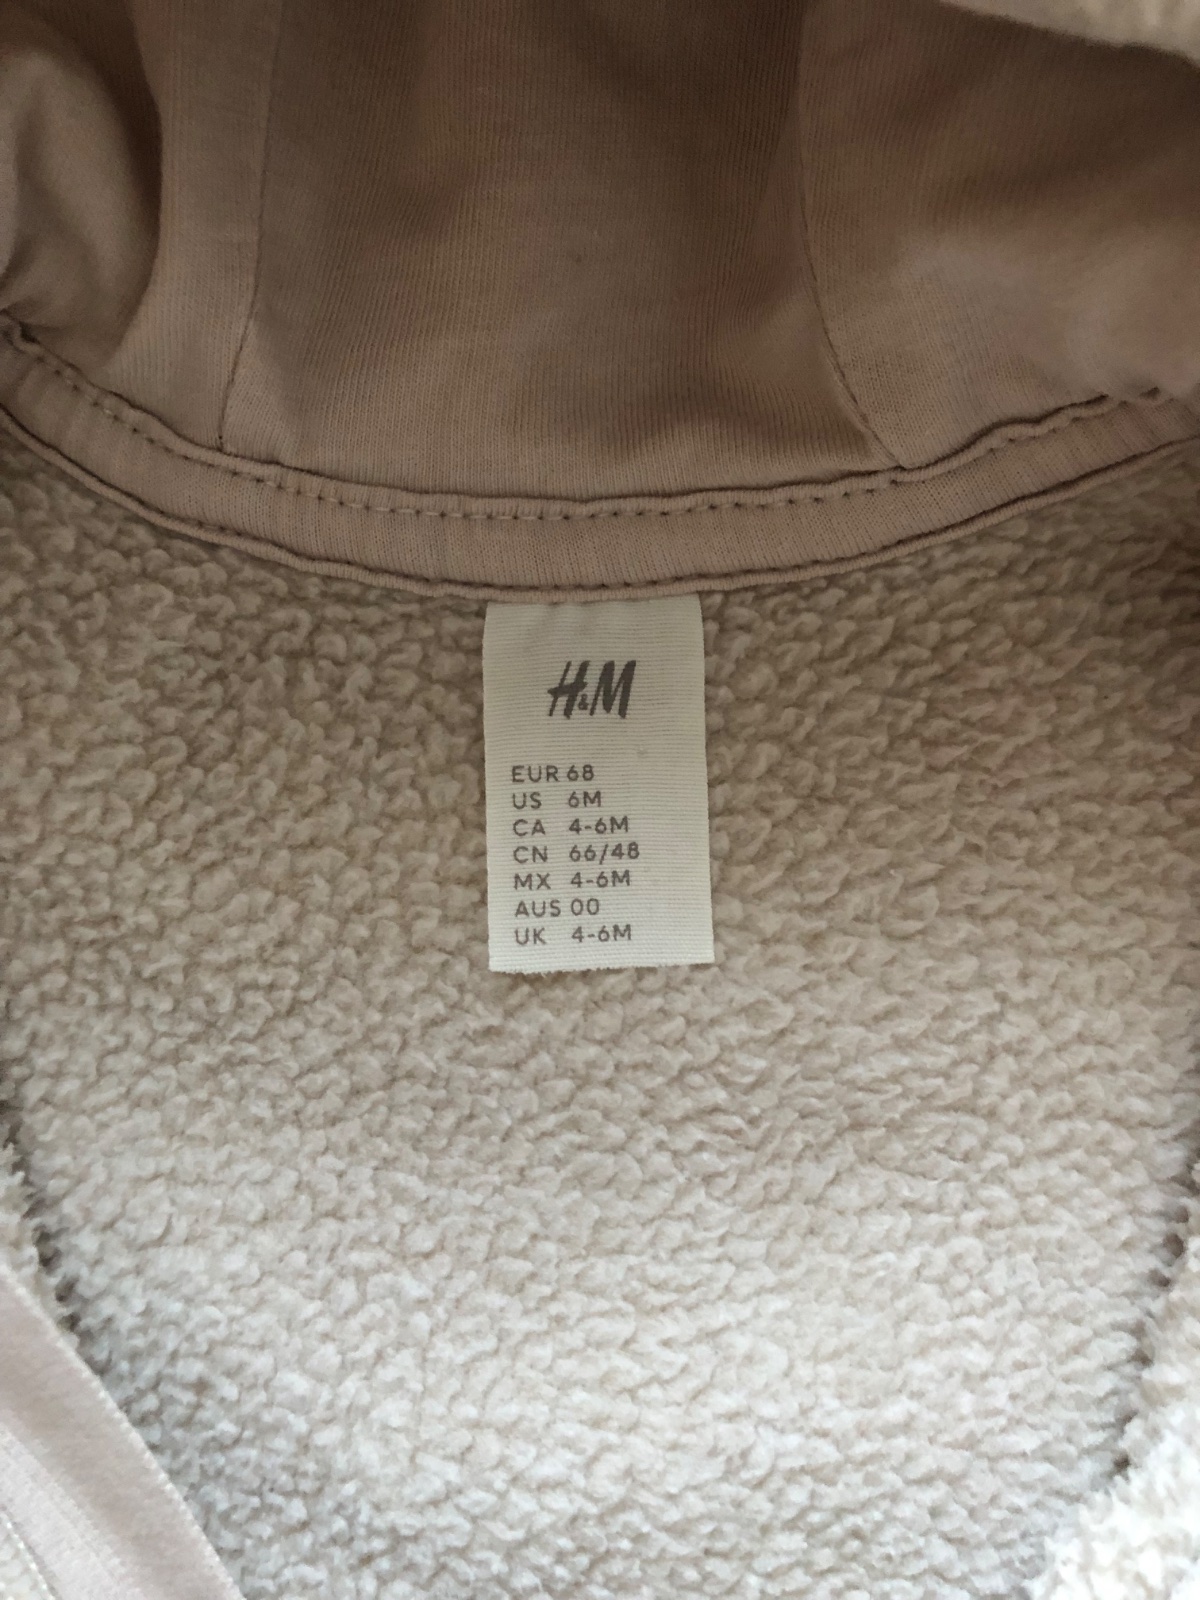 H&M
EUR 68
US 6M
CA 4-6M
CN 66/48
MX 4-6M
AUS 00
UK 4-6M